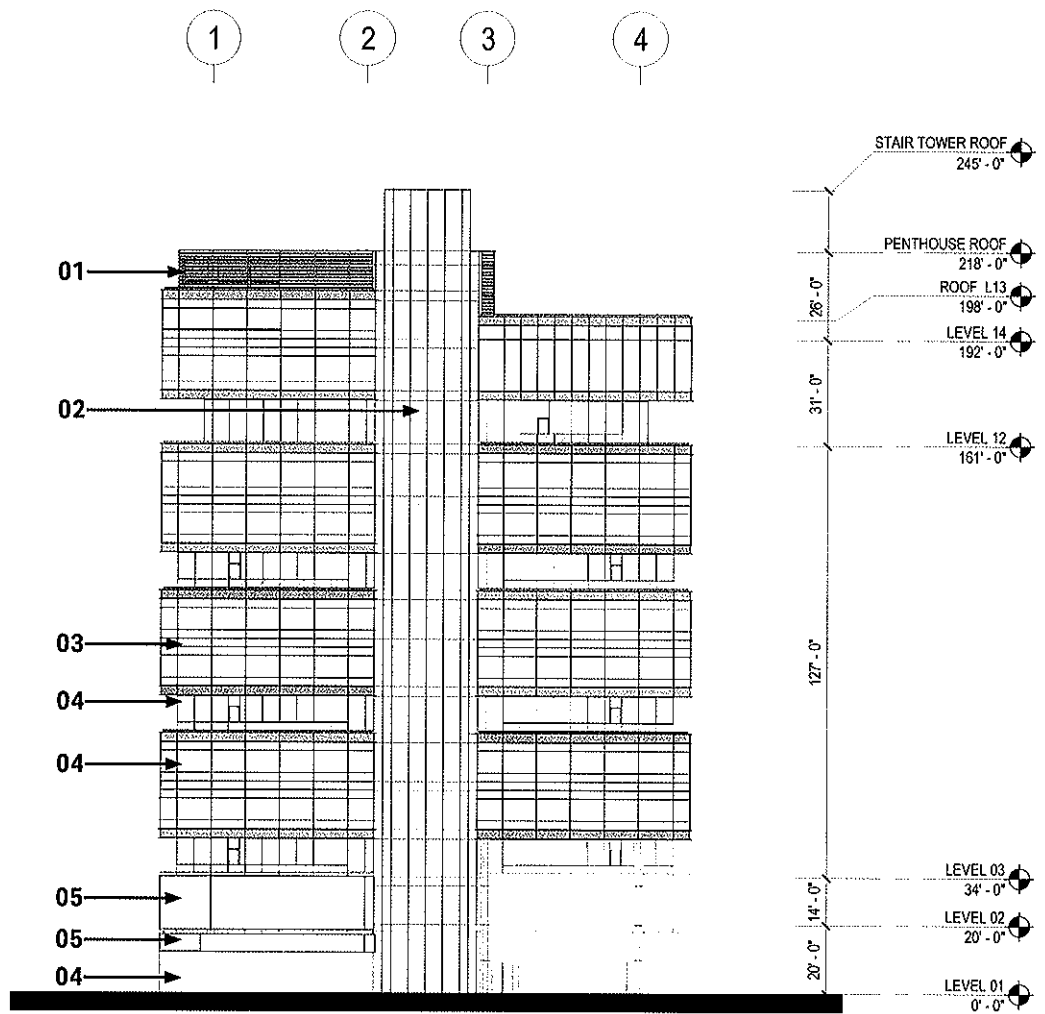 1
2
3
4
STAIR TOWER ROOF
245' - 0"
PENTHOUSE ROOF
218' - 0"
01
ROOF L13
198' - 0"
26' - 0"
LEVEL 14
192' - 0"
31' - 0"
02
LEVEL 12
161' - 0"
03
127' - 0"
04
04
LEVEL 03
34' - 0"
05
14' - 0"
LEVEL 02
20' - 0"
05
04
20' - 0"
LEVEL 01
0' - 0"